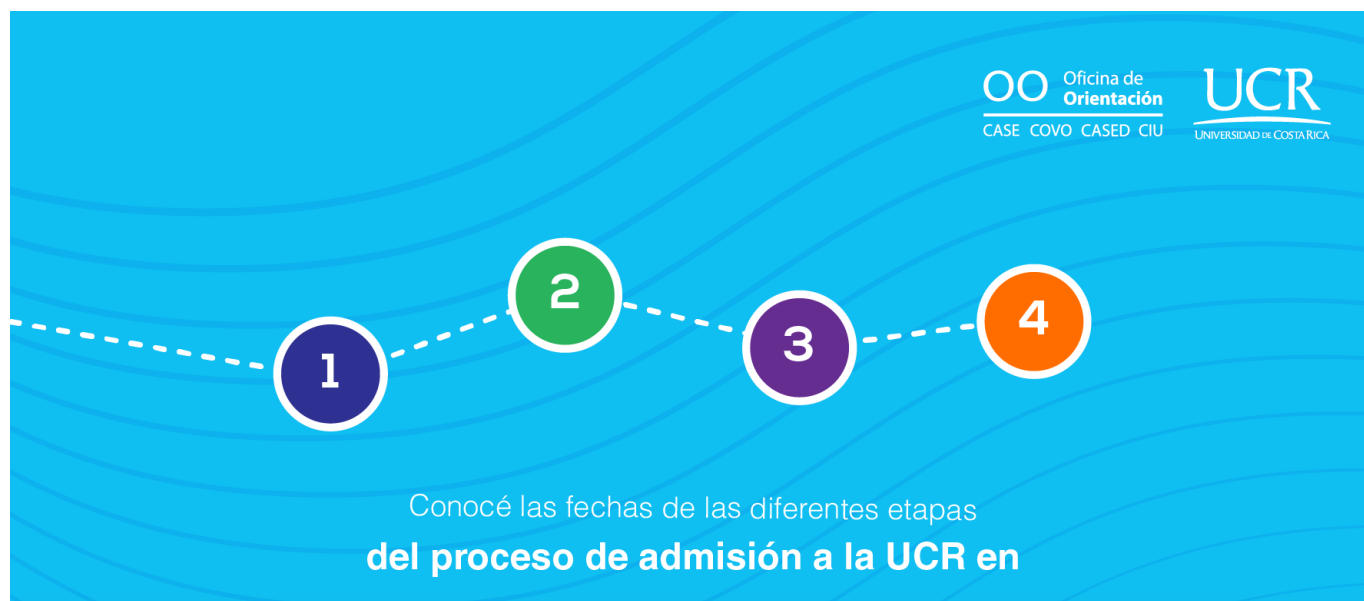 OO Oficina de
Orientación
CASE COVO CASED CIU
UCR
UNIVERSIDAD DE COSTA RICA
1
2
3
4
Conocé las fechas de las diferentes etapas
del proceso de admisión a la UCR en